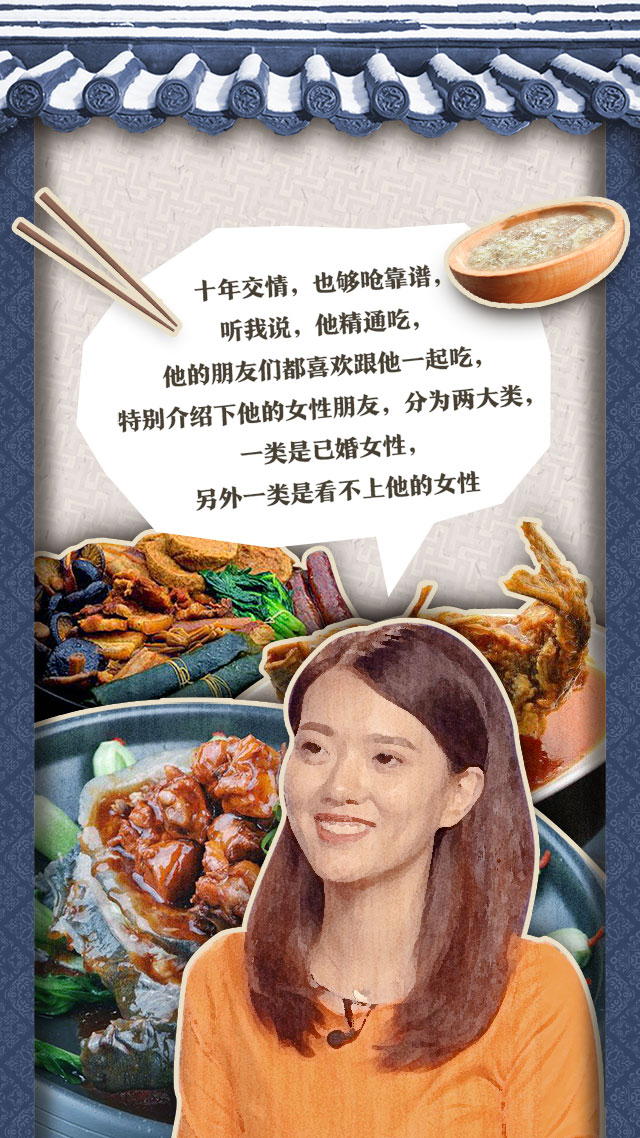 十年交情，也够呛靠谱，
听我说，他精通吃，
他的朋友们都喜欢跟他一起吃，
特别介绍下他的女性朋友，分为两大类，
一类是已婚女性，
另外一类是看不上他的女性